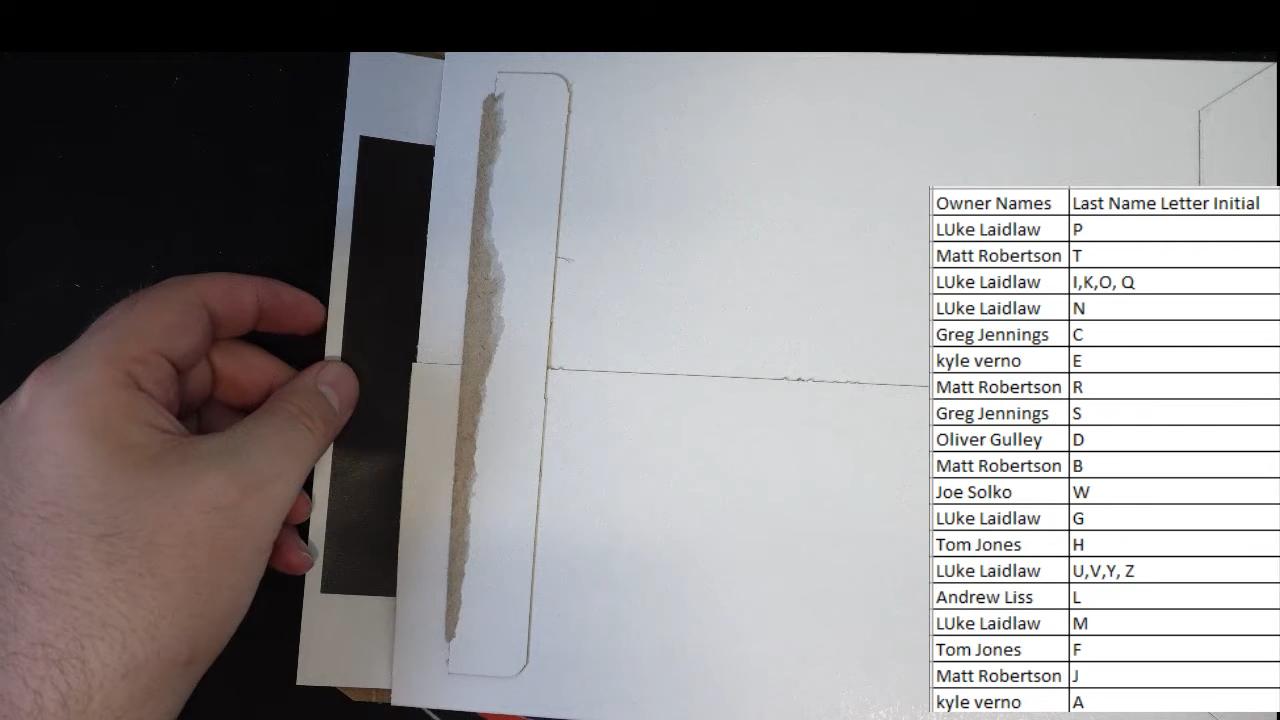 Owner Names Last Name Letter Initial
LUke Laidlaw P
Matt Robertson T
LUke Laidlaw I,K,O, Q
LUke Laidlaw N
Greg Jennings C
kyle verno E
Matt Robertson R
Greg Jennings S
Oliver Gulley D
Matt Robertson B
Joe Solko W
LUke Laidlaw G
Tom Jones H
LUke Laidlaw U,V,Y, Z
Andrew Liss L
LUke Laidlaw M
Tom Jones F
Matt Robertson J
kyle verno A